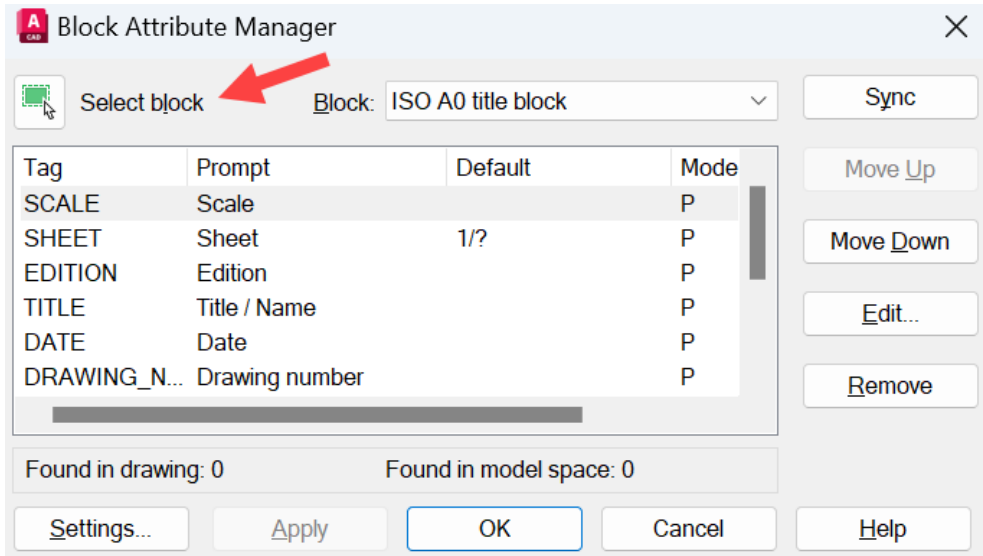 A CAD Block Attribute Manager
Select block Block: ISO A0 title block Sync
Tag Prompt Default Mode Move Up
SCALE Scale P
SHEET Sheet 1/? P Move Down
EDITION Edition P
TITLE Title / Name P Edit...
DATE Date P
DRAWING_N... Drawing number P Remove
Found in drawing: 0 Found in model space: 0
Settings... Apply OK Cancel Help